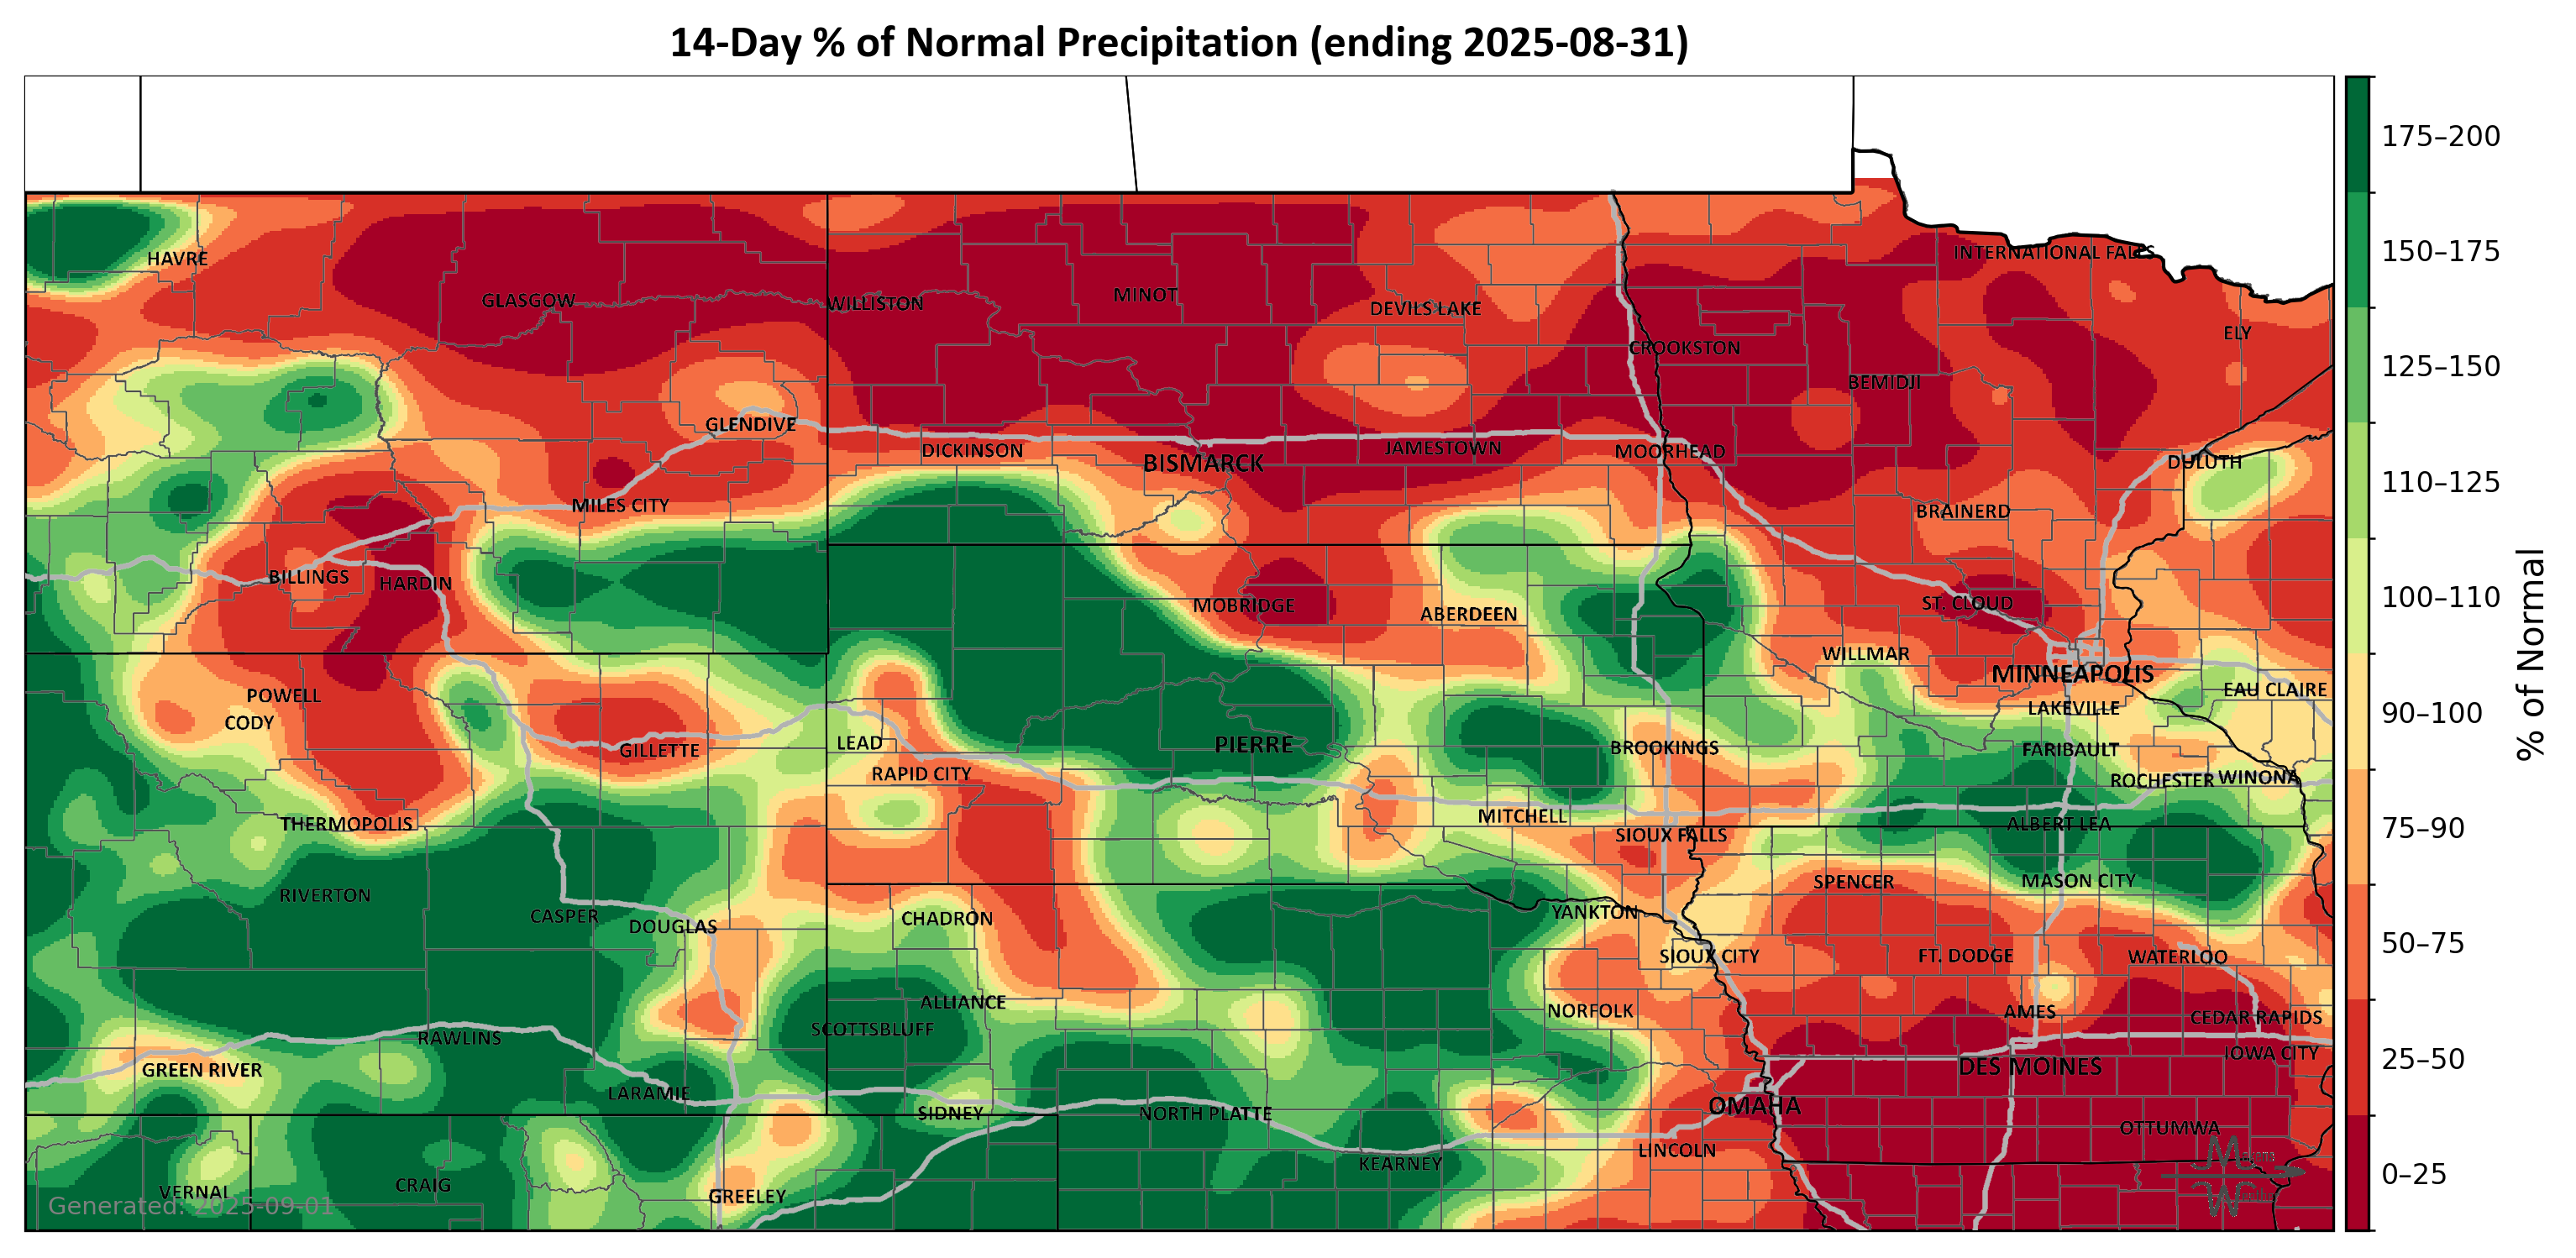 14-Day % of Normal Precipitation (ending 2025-08-31)
HAVRE
GLASGOW
WILLISTON
MINOT
DEVILS LAKE
INTERNATIONAL FALLS
ELY
CROOKSTON
BEMIDJI
GLENDIVE
DICKINSON
BISMARCK
JAMESTOWN
MOORHEAD
DULUTH
MILES CITY
BRAINERD
BILLINGS
HARDIN
MOBRIDGE
ABERDEEN
ST. CLOUD
WILLMAR
MINNEAPOLIS
POWELL
CODY
EAU CLAIRE
LAKEVILLE
GILLETTE
LEAD
PIERRE
BROOKINGS
FARIBAULT
RAPID CITY
ROCHESTER
WINONA
THERMOPOLIS
MITCHELL
SIOUX FALLS
ALBERT LEA
RIVERTON
CASPER
DOUGLAS
CHADRON
YANKTON
SPENCER
MASON CITY
SIOUX CITY
FT. DODGE
WATERLOO
ALLIANCE
SCOTTSBLUFF
NORFOLK
AMES
CEDAR RAPIDS
RAWLINS
GREEN RIVER
DES MOINES
IOWA CITY
LARAMIE
SIDNEY
NORTH PLATTE
OMAHA
OTTUMWA
KEARNEY
LINCOLN
VERNAL
CRAIG
GREELEY
Generated: 2025-09-01
175–200
150–175
125–150
110–125
100–110
90–100
75–90
50–75
25–50
0–25
% of Normal